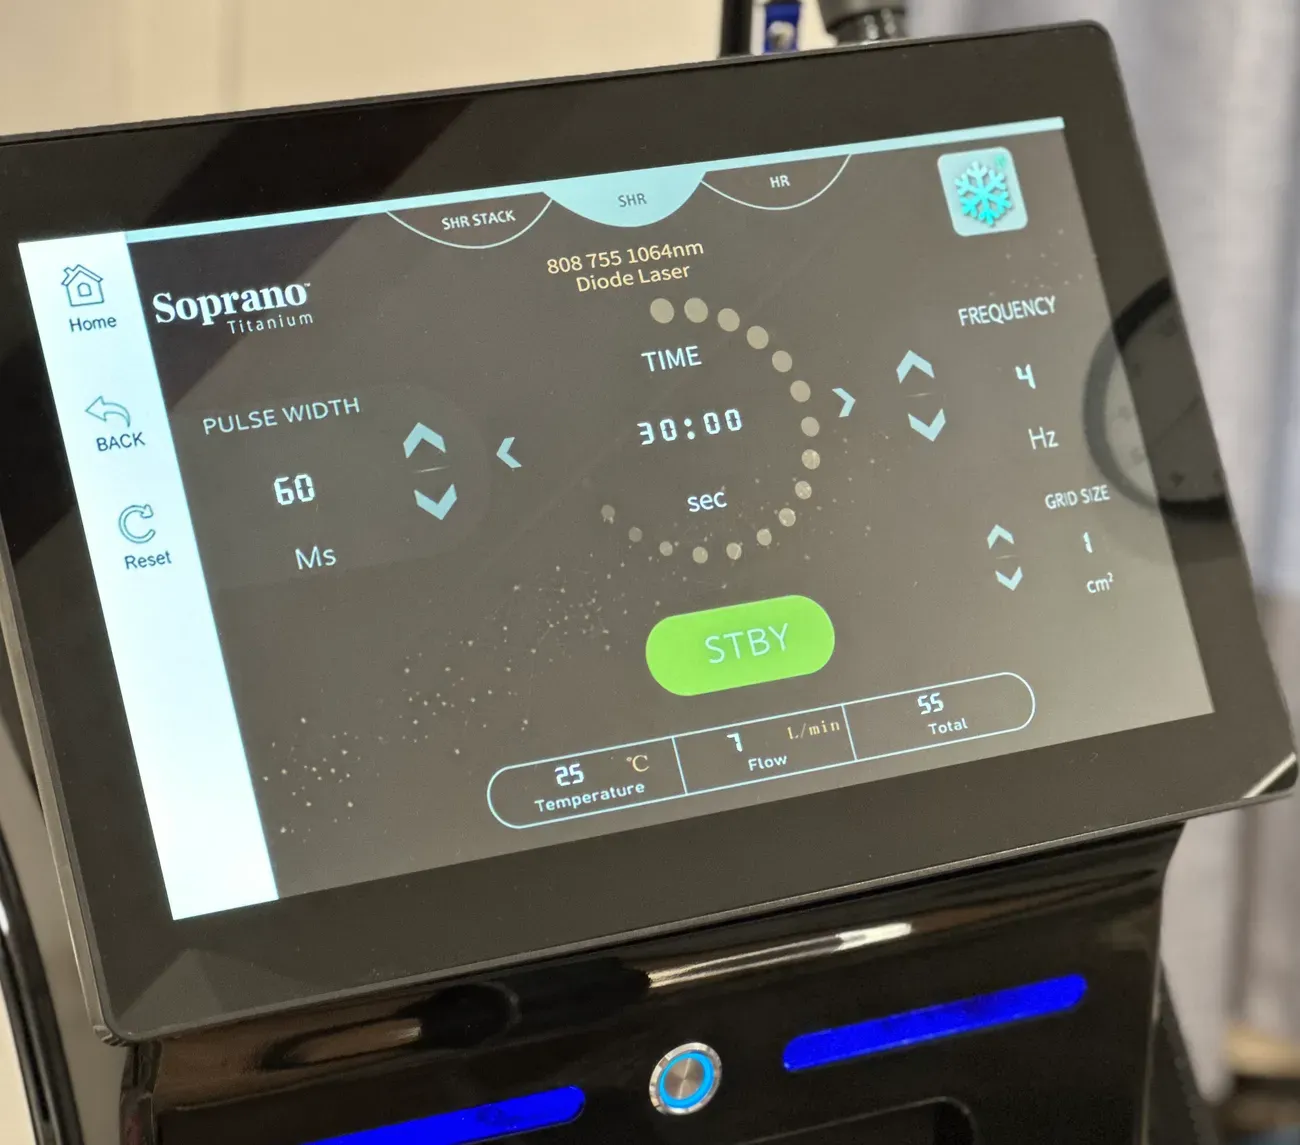 SHR STACK
SHR
HR
808 755 1064nm
Diode Laser
Home
Soprano
Titanium
BACK
Reset
PULSE WIDTH
60
Ms
TIME
30:00
sec
FREQUENCY
4
Hz
GRID SIZE
1
cm²
STBY
25 ℃
Temperature
7 L/min
Flow
55
Total